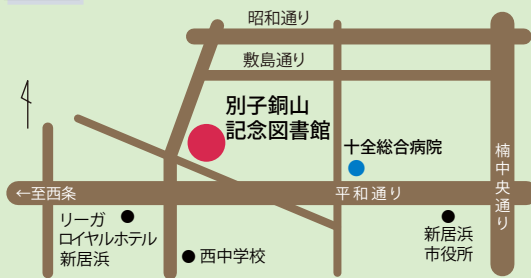 昭和通り
敷島通り
別子銅山
記念図書館
十全総合病院
楠中央通り
←至西条
平和通り
リーガ
ロイヤルホテル
新居浜
西中学校
新居浜
市役所